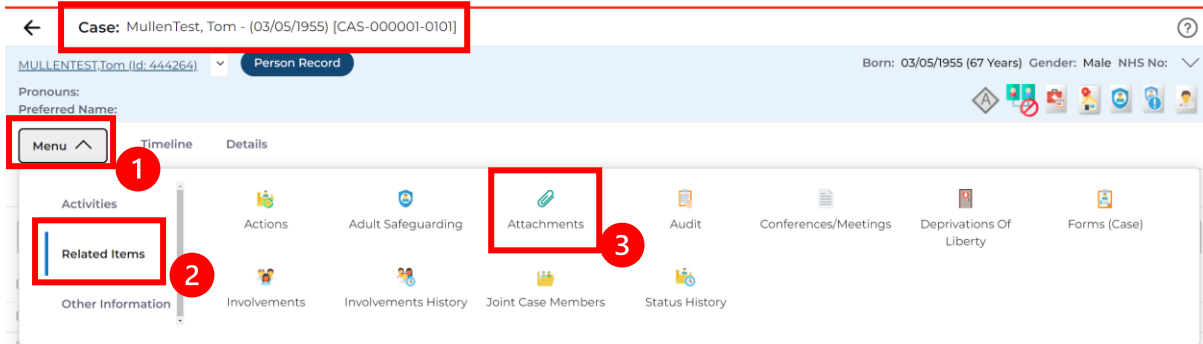 Case: MullenTest, Tom - (03/05/1955) [CAS-000001-0101]
MULLENTEST,Tom (Id: 444264) Person Record Born: 03/05/1955 (67 Years) Gender: Male NHS No:
Pronouns:
Preferred Name:
Menu Timeline Details
1
Activities
Related Items
2
Other Information
Actions Adult Safeguarding Attachments Audit Conferences/Meetings Deprivations Of Liberty Forms (Case)
3
Involvements Involvements History Joint Case Members Status History